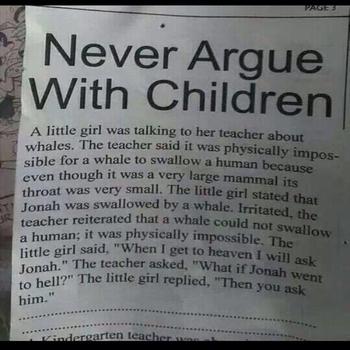 PAGE 3
Never Argue
With Children
A little girl was talking to her teacher about
whales. The teacher said it was physically impos-
sible for a whale to swallow a human because
even though it was a very large mammal its
throat was very small. The little girl stated that
Jonah was swallowed by a whale. Irritated, the
teacher reiterated that a whale could not swallow
a human; it was physically impossible. The
little girl said, "When I get to heaven I will ask
Jonah." The teacher asked, "What if Jonah went
to hell?" The little girl replied, "Then you ask
him."
Kindergarten teacher was